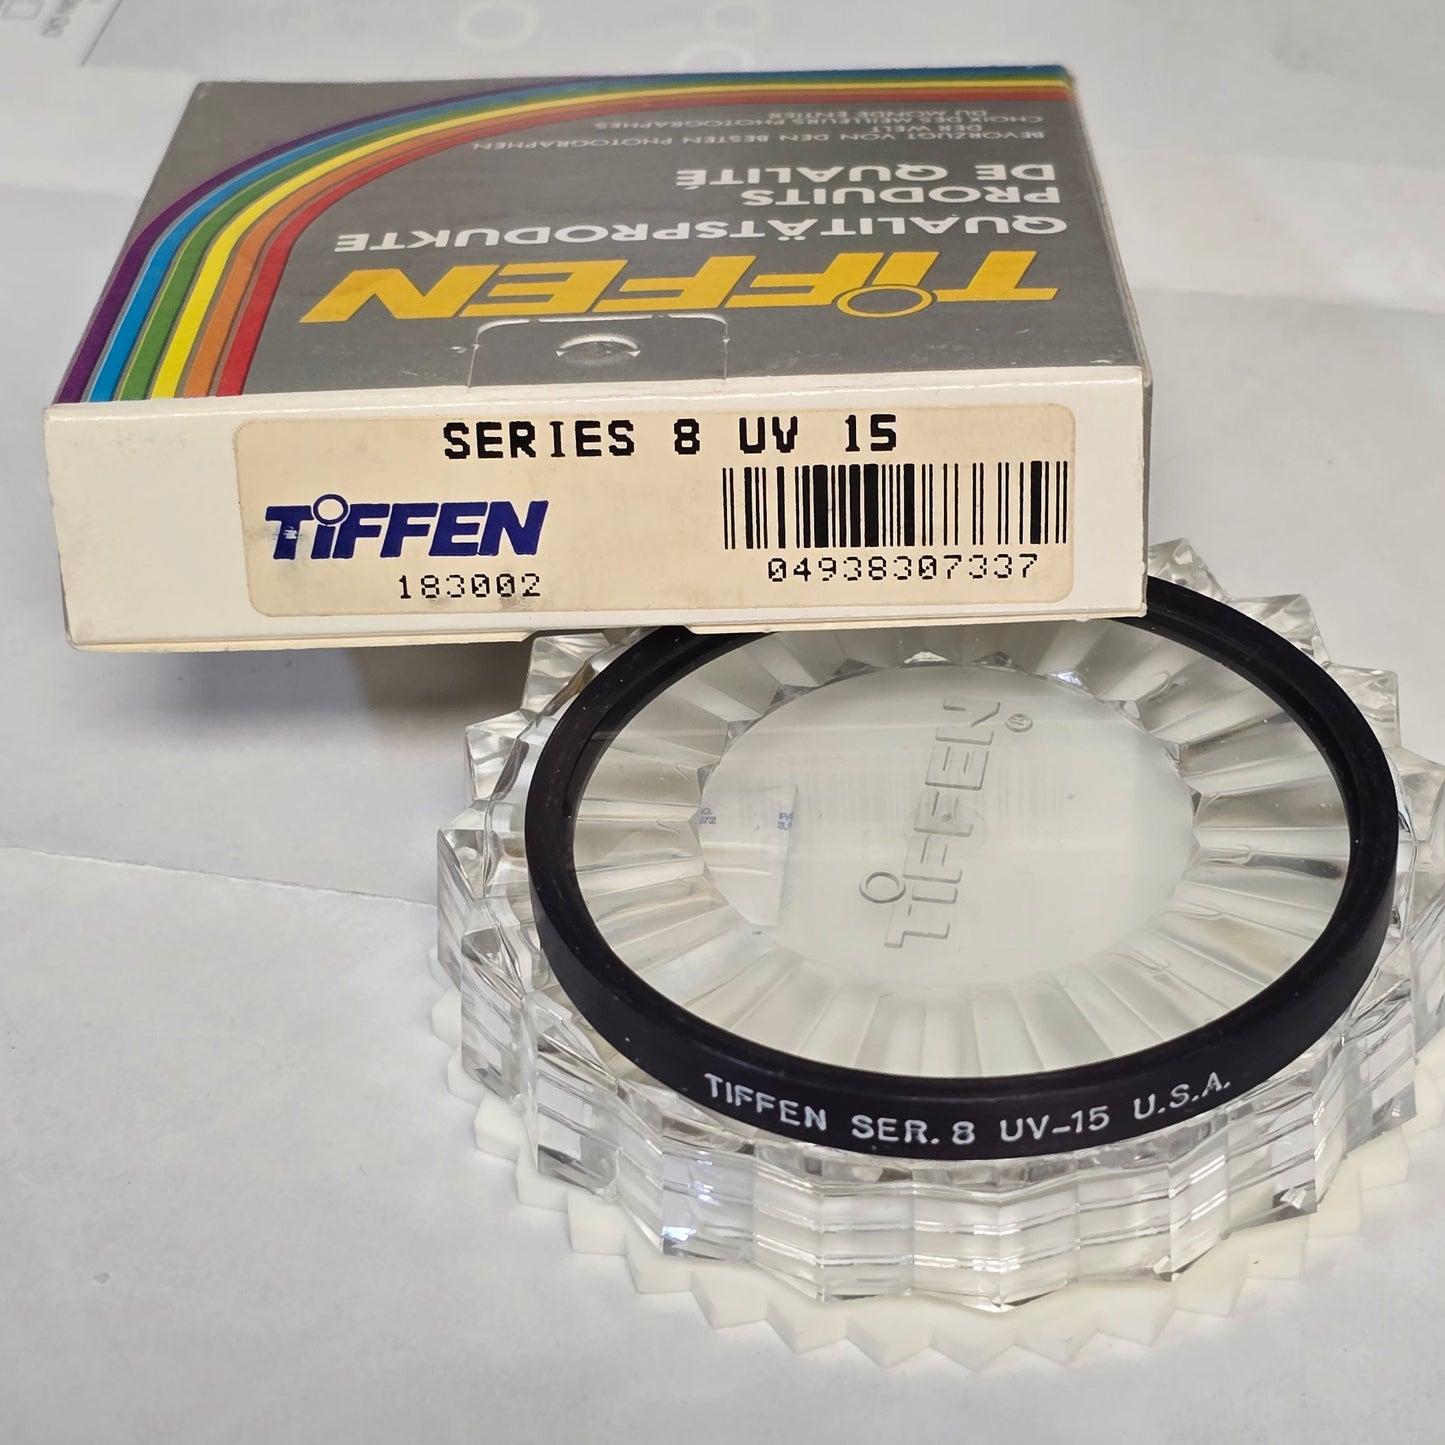 BEVORZUGT VON DEN BESTEN PHOTOGRAPHEN
DER WELT
CHOIX DES MEILLEURS PHOTOGRAPHES
DU MONDE ENTIER
QUALITÄTSPRODUKTE
PRODUITS
DE QUALITÉ
TiFFEN
SERIES 8 UV 15
TiFFEN
183002
04938307337
TiFFEN®
TIFFEN SER. 8 UV-15 U.S.A.